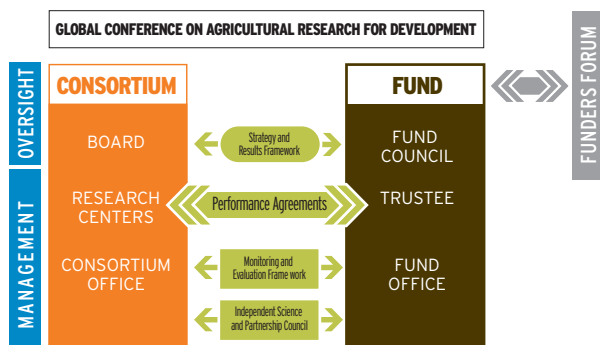 GLOBAL CONFERENCE ON AGRICULTURAL RESEARCH FOR DEVELOPMENT
OVERSIGHT
CONSORTIUM
FUND
FUNDERS FORUM
BOARD
Strategy and
Results Framework
FUND
COUNCIL
MANAGEMENT
RESEARCH
CENTERS
Performance Agreements
TRUSTEE
CONSORTIUM
OFFICE
Monitoring and
Evaluation Frame work
FUND
OFFICE
Independent Science
and Partnership Council